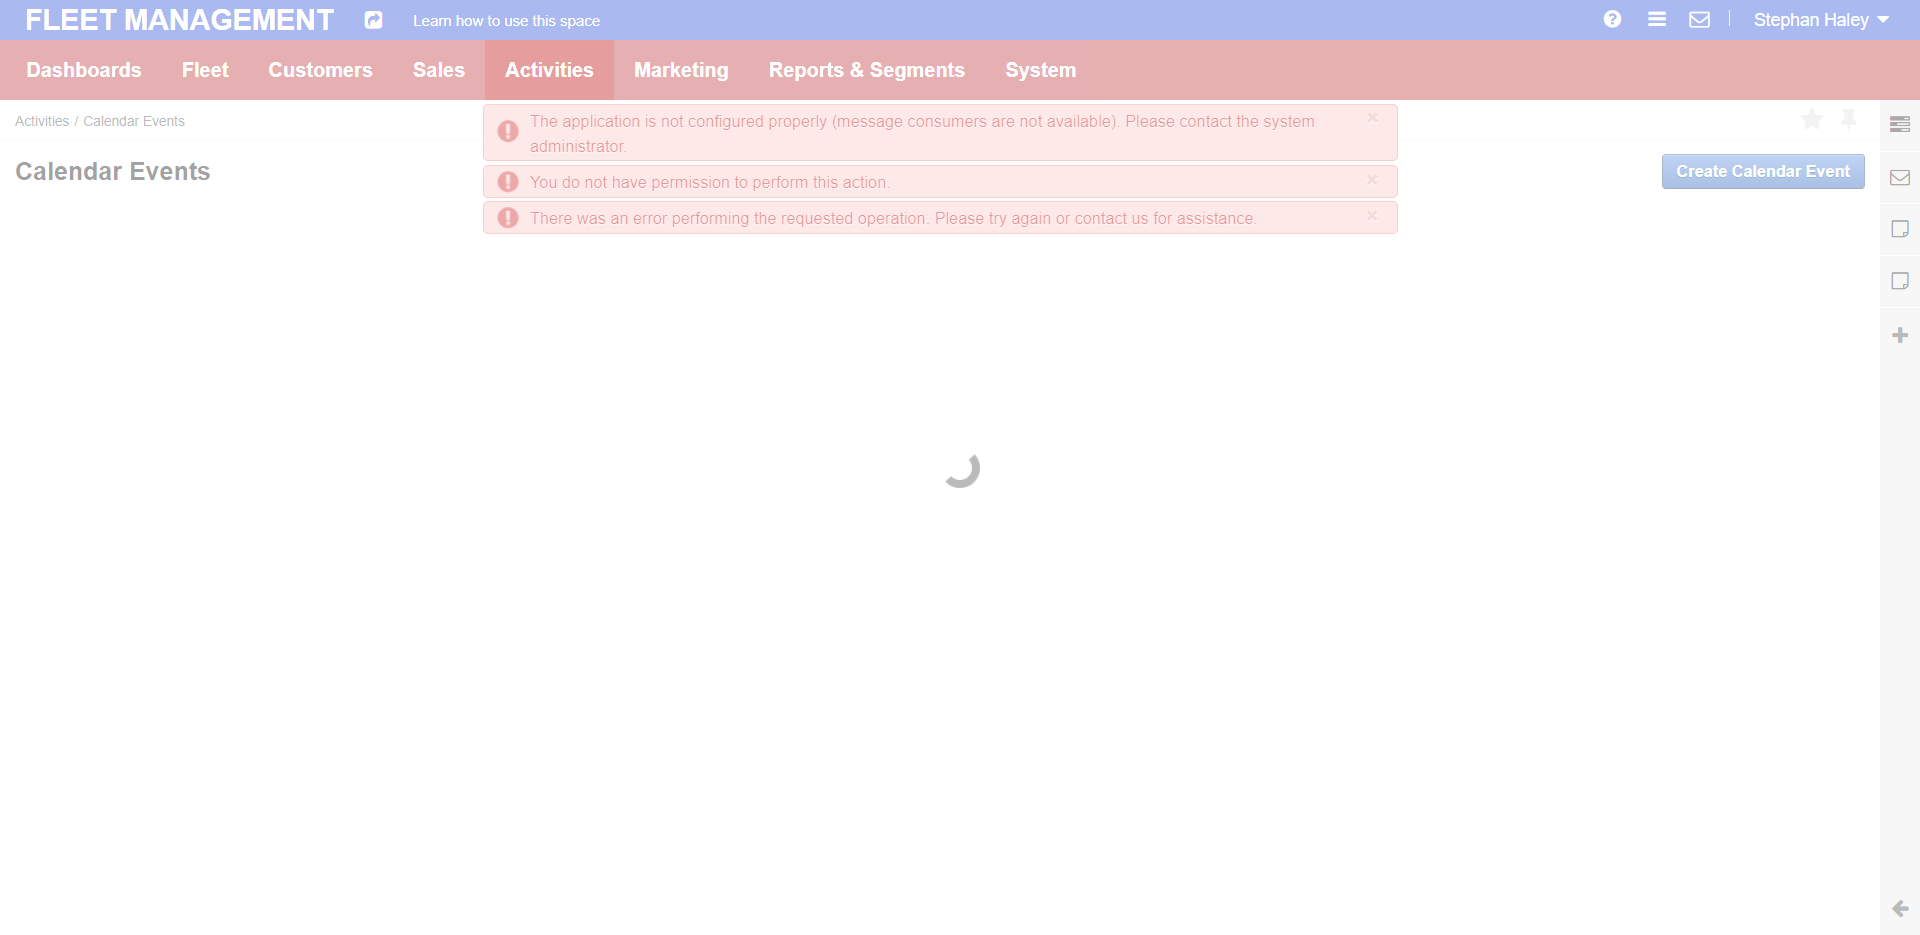 FLEET MANAGEMENT
Learn how to use this space
Stephan Haley
Dashboards Fleet Customers Sales Activities Marketing Reports & Segments System
Activities / Calendar Events
The application is not configured properly (message consumers are not available). Please contact the system
administrator.
Calendar Events
Create Calendar Event
You do not have permission to perform this action.
There was an error performing the requested operation. Please try again or contact us for assistance.